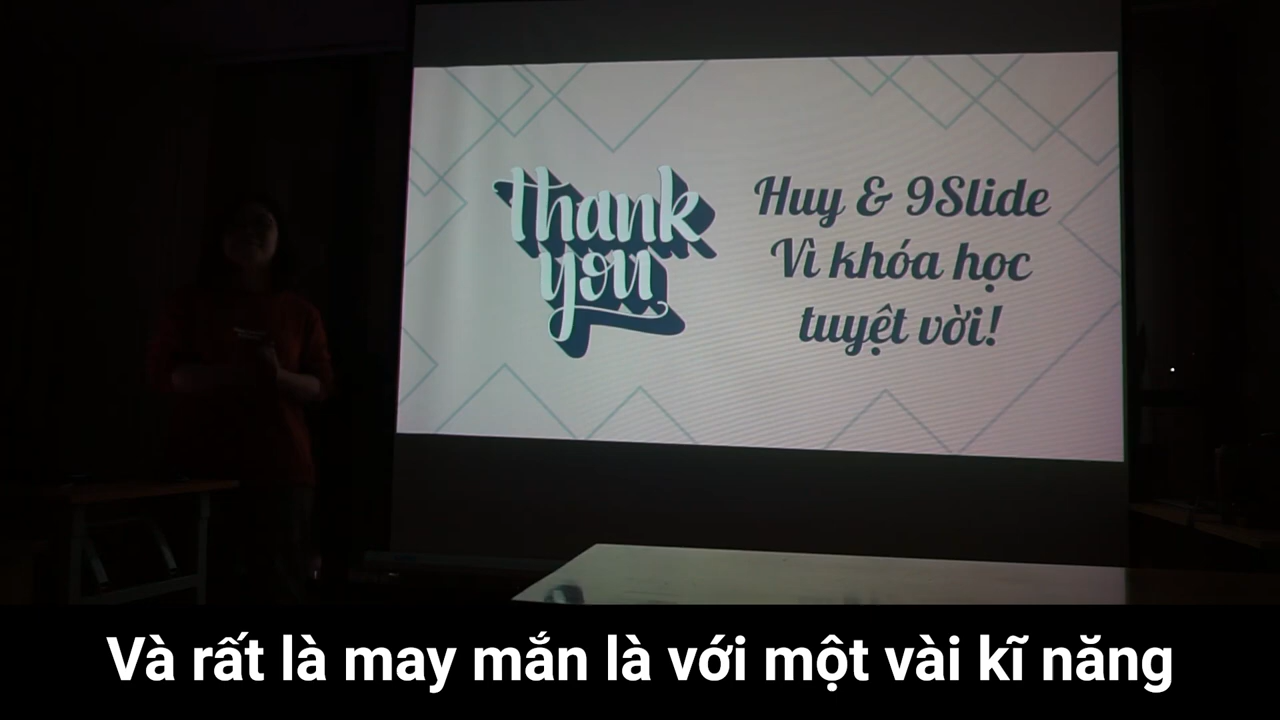 thank
you
Huy & 9Slide
Vì khóa học
tuyệt vời!
Và rất là may mắn là với một vài kĩ năng